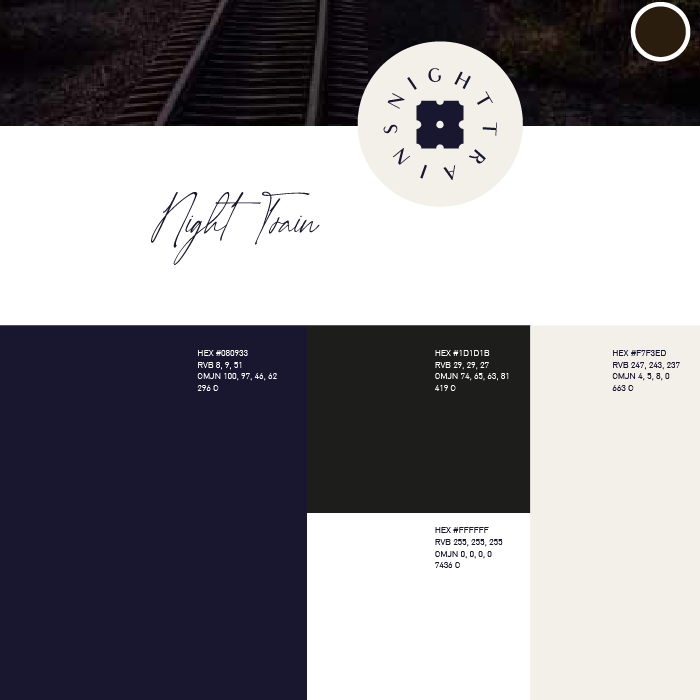 NIGHT TRAINS
Night Train
HEX #080933
RVB 8, 9, 51
CMJN 100, 97, 46, 62
296 C
HEX #1D1D1B
RVB 29, 29, 27
CMJN 74, 65, 63, 81
419 C
HEX #F7F3ED
RVB 247, 243, 237
CMJN 4, 5, 8, 0
663 C
HEX #FFFFFF
RVB 255, 255, 255
CMJN 0, 0, 0, 0
7436 C